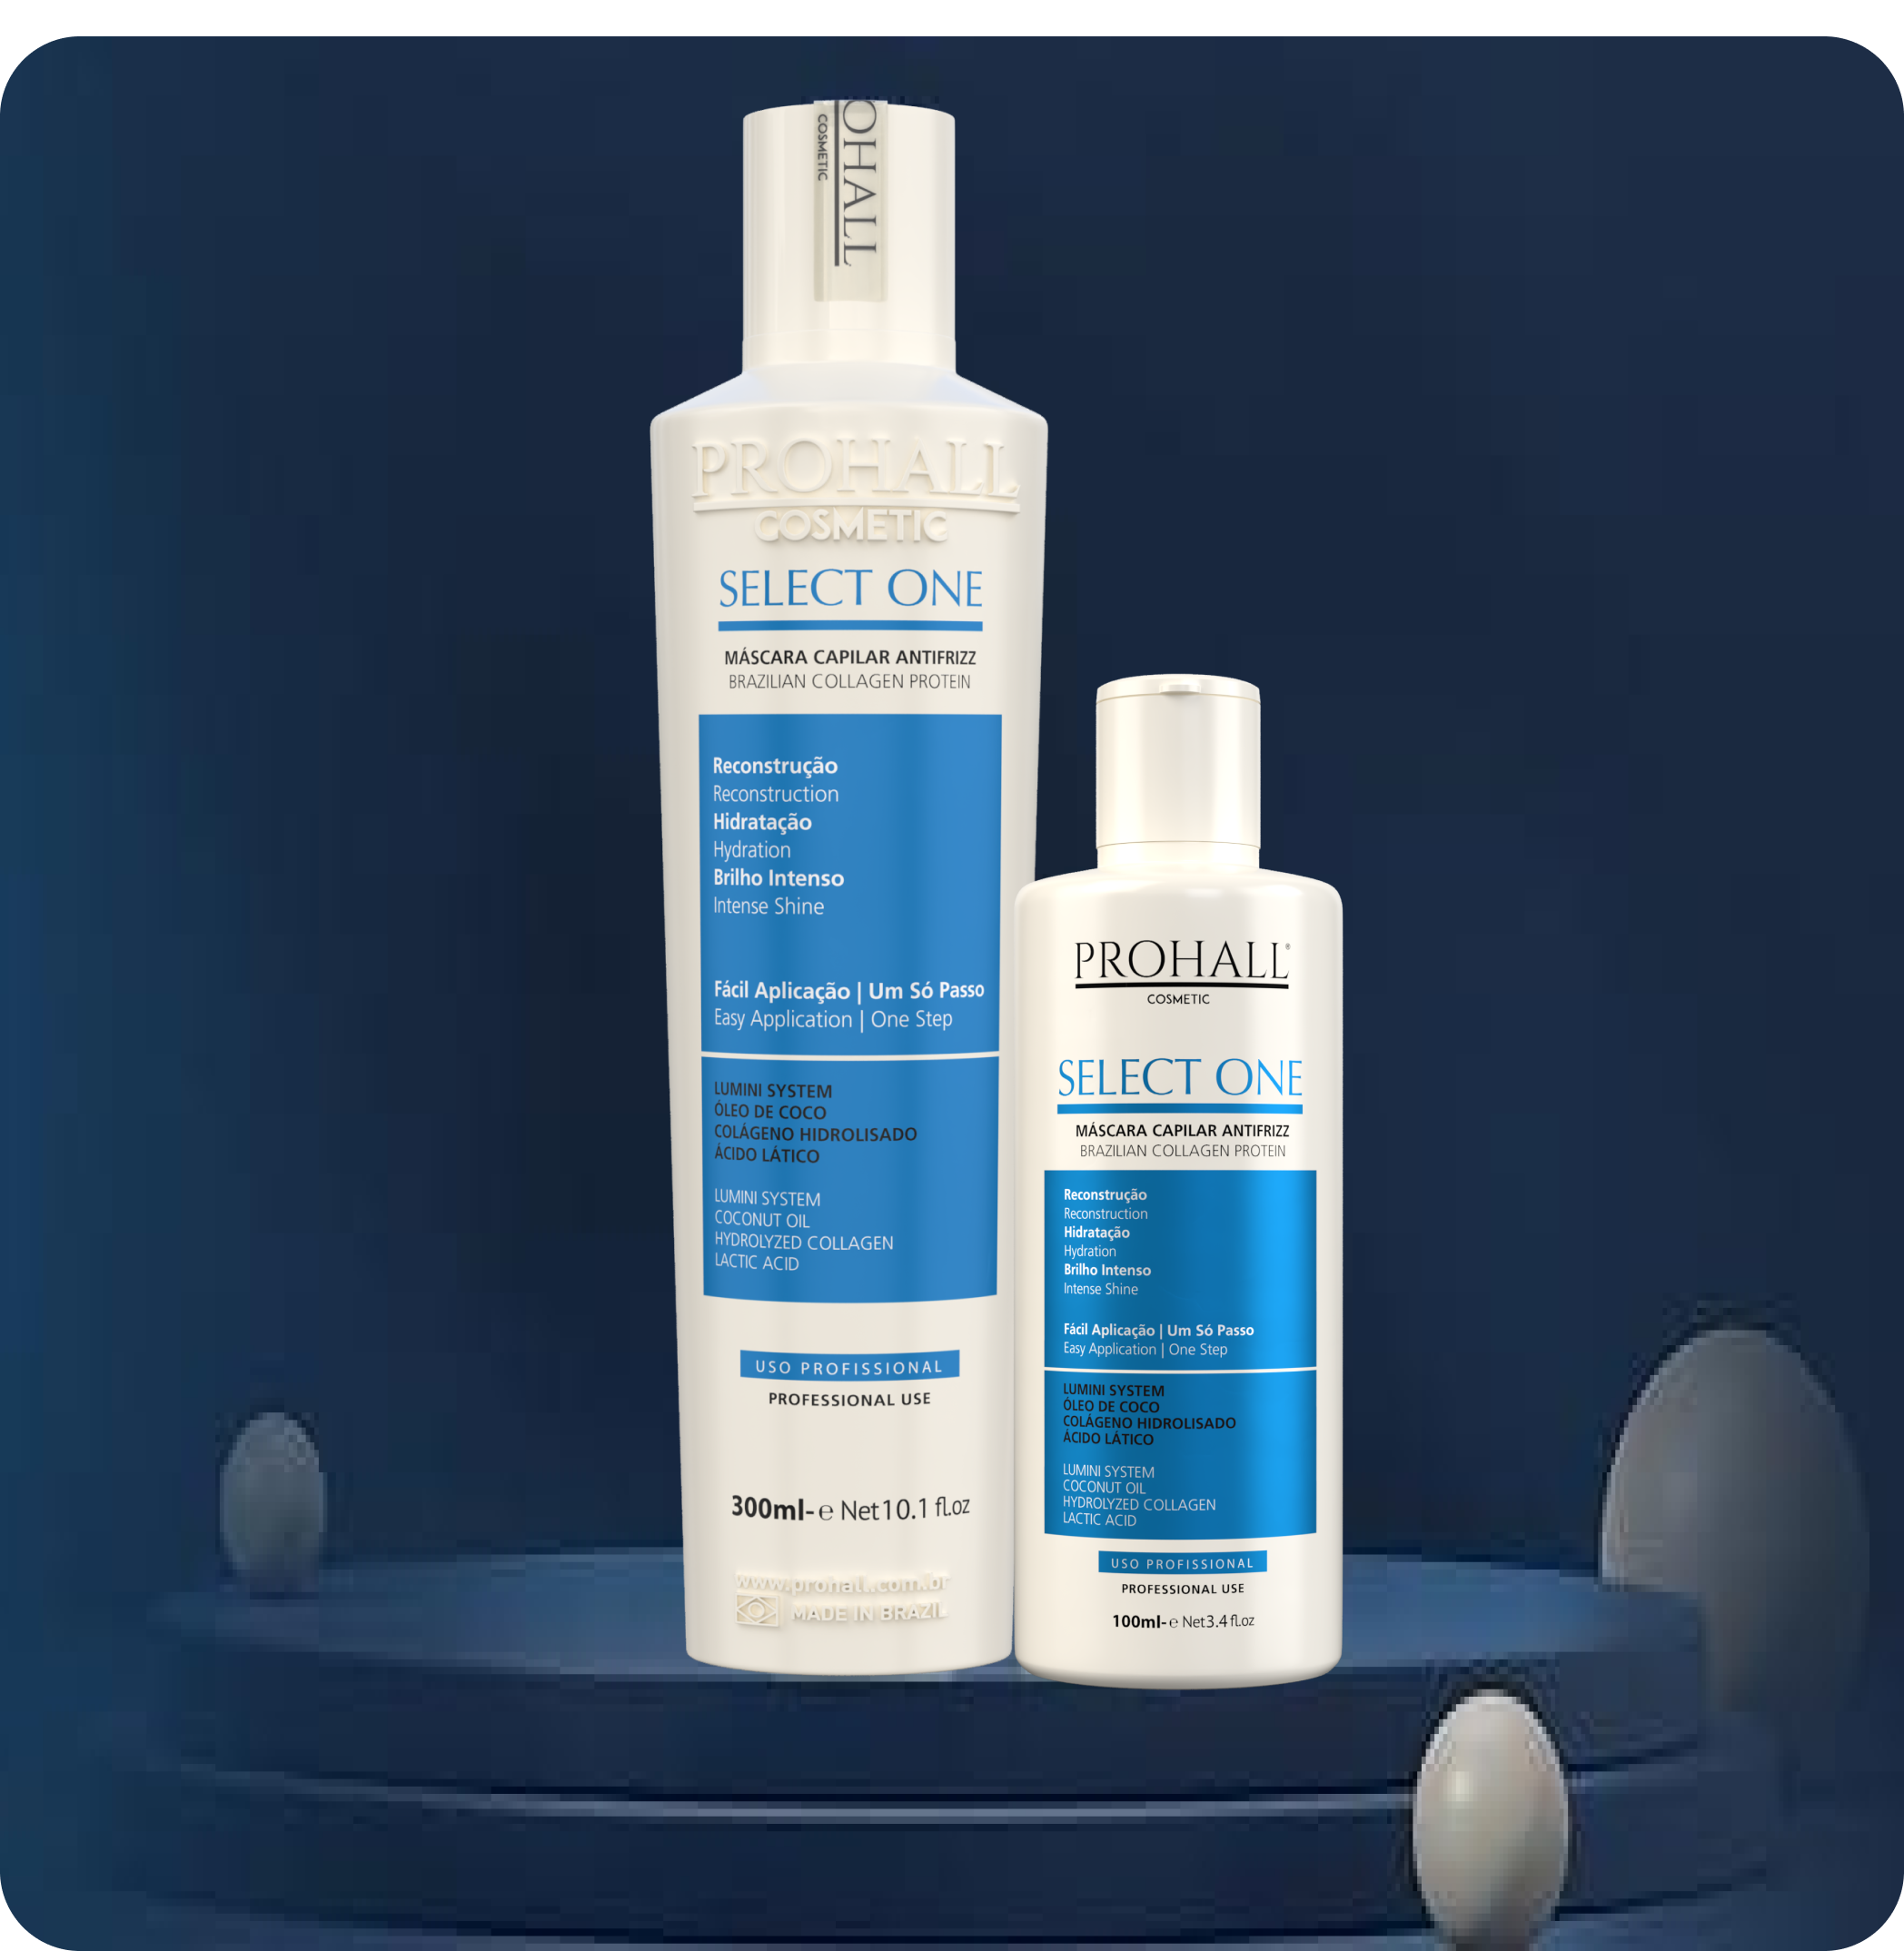 OHALL
COSMETIC
PROHALL
COSMETIC
SELECT ONE
MÁSCARA CAPILAR ANTIFRIZZ
BRAZILIAN COLLAGEN PROTEIN
Reconstrução
Reconstruction
Hidratação
Hydration
Brilho Intenso
Intense Shine
Fácil Aplicação | Um Só Passo
Easy Application | One Step
LUMINI SYSTEM
ÓLEO DE COCO
COLÁGENO HIDROLISADO
ÁCIDO LÁTICO
LUMINI SYSTEM
COCONUT OIL
HYDROLYZED COLLAGEN
LACTIC ACID
USO PROFISSIONAL
PROFESSIONAL USE
300ml- e Net 10.1 fl.oz
www.prohall.com.br
MADE IN BRAZIL
PROHALL®
COSMETIC
SELECT ONE
MÁSCARA CAPILAR ANTIFRIZZ
BRAZILIAN COLLAGEN PROTEIN
Reconstrução
Reconstruction
Hidratação
Hydration
Brilho Intenso
Intense Shine
Fácil Aplicação | Um Só Passo
Easy Application | One Step
LUMINI SYSTEM
ÓLEO DE COCO
COLÁGENO HIDROLISADO
ÁCIDO LÁTICO
LUMINI SYSTEM
COCONUT OIL
HYDROLYZED COLLAGEN
LACTIC ACID
USO PROFISSIONAL
PROFESSIONAL USE
100ml- e Net 3.4 fl.oz